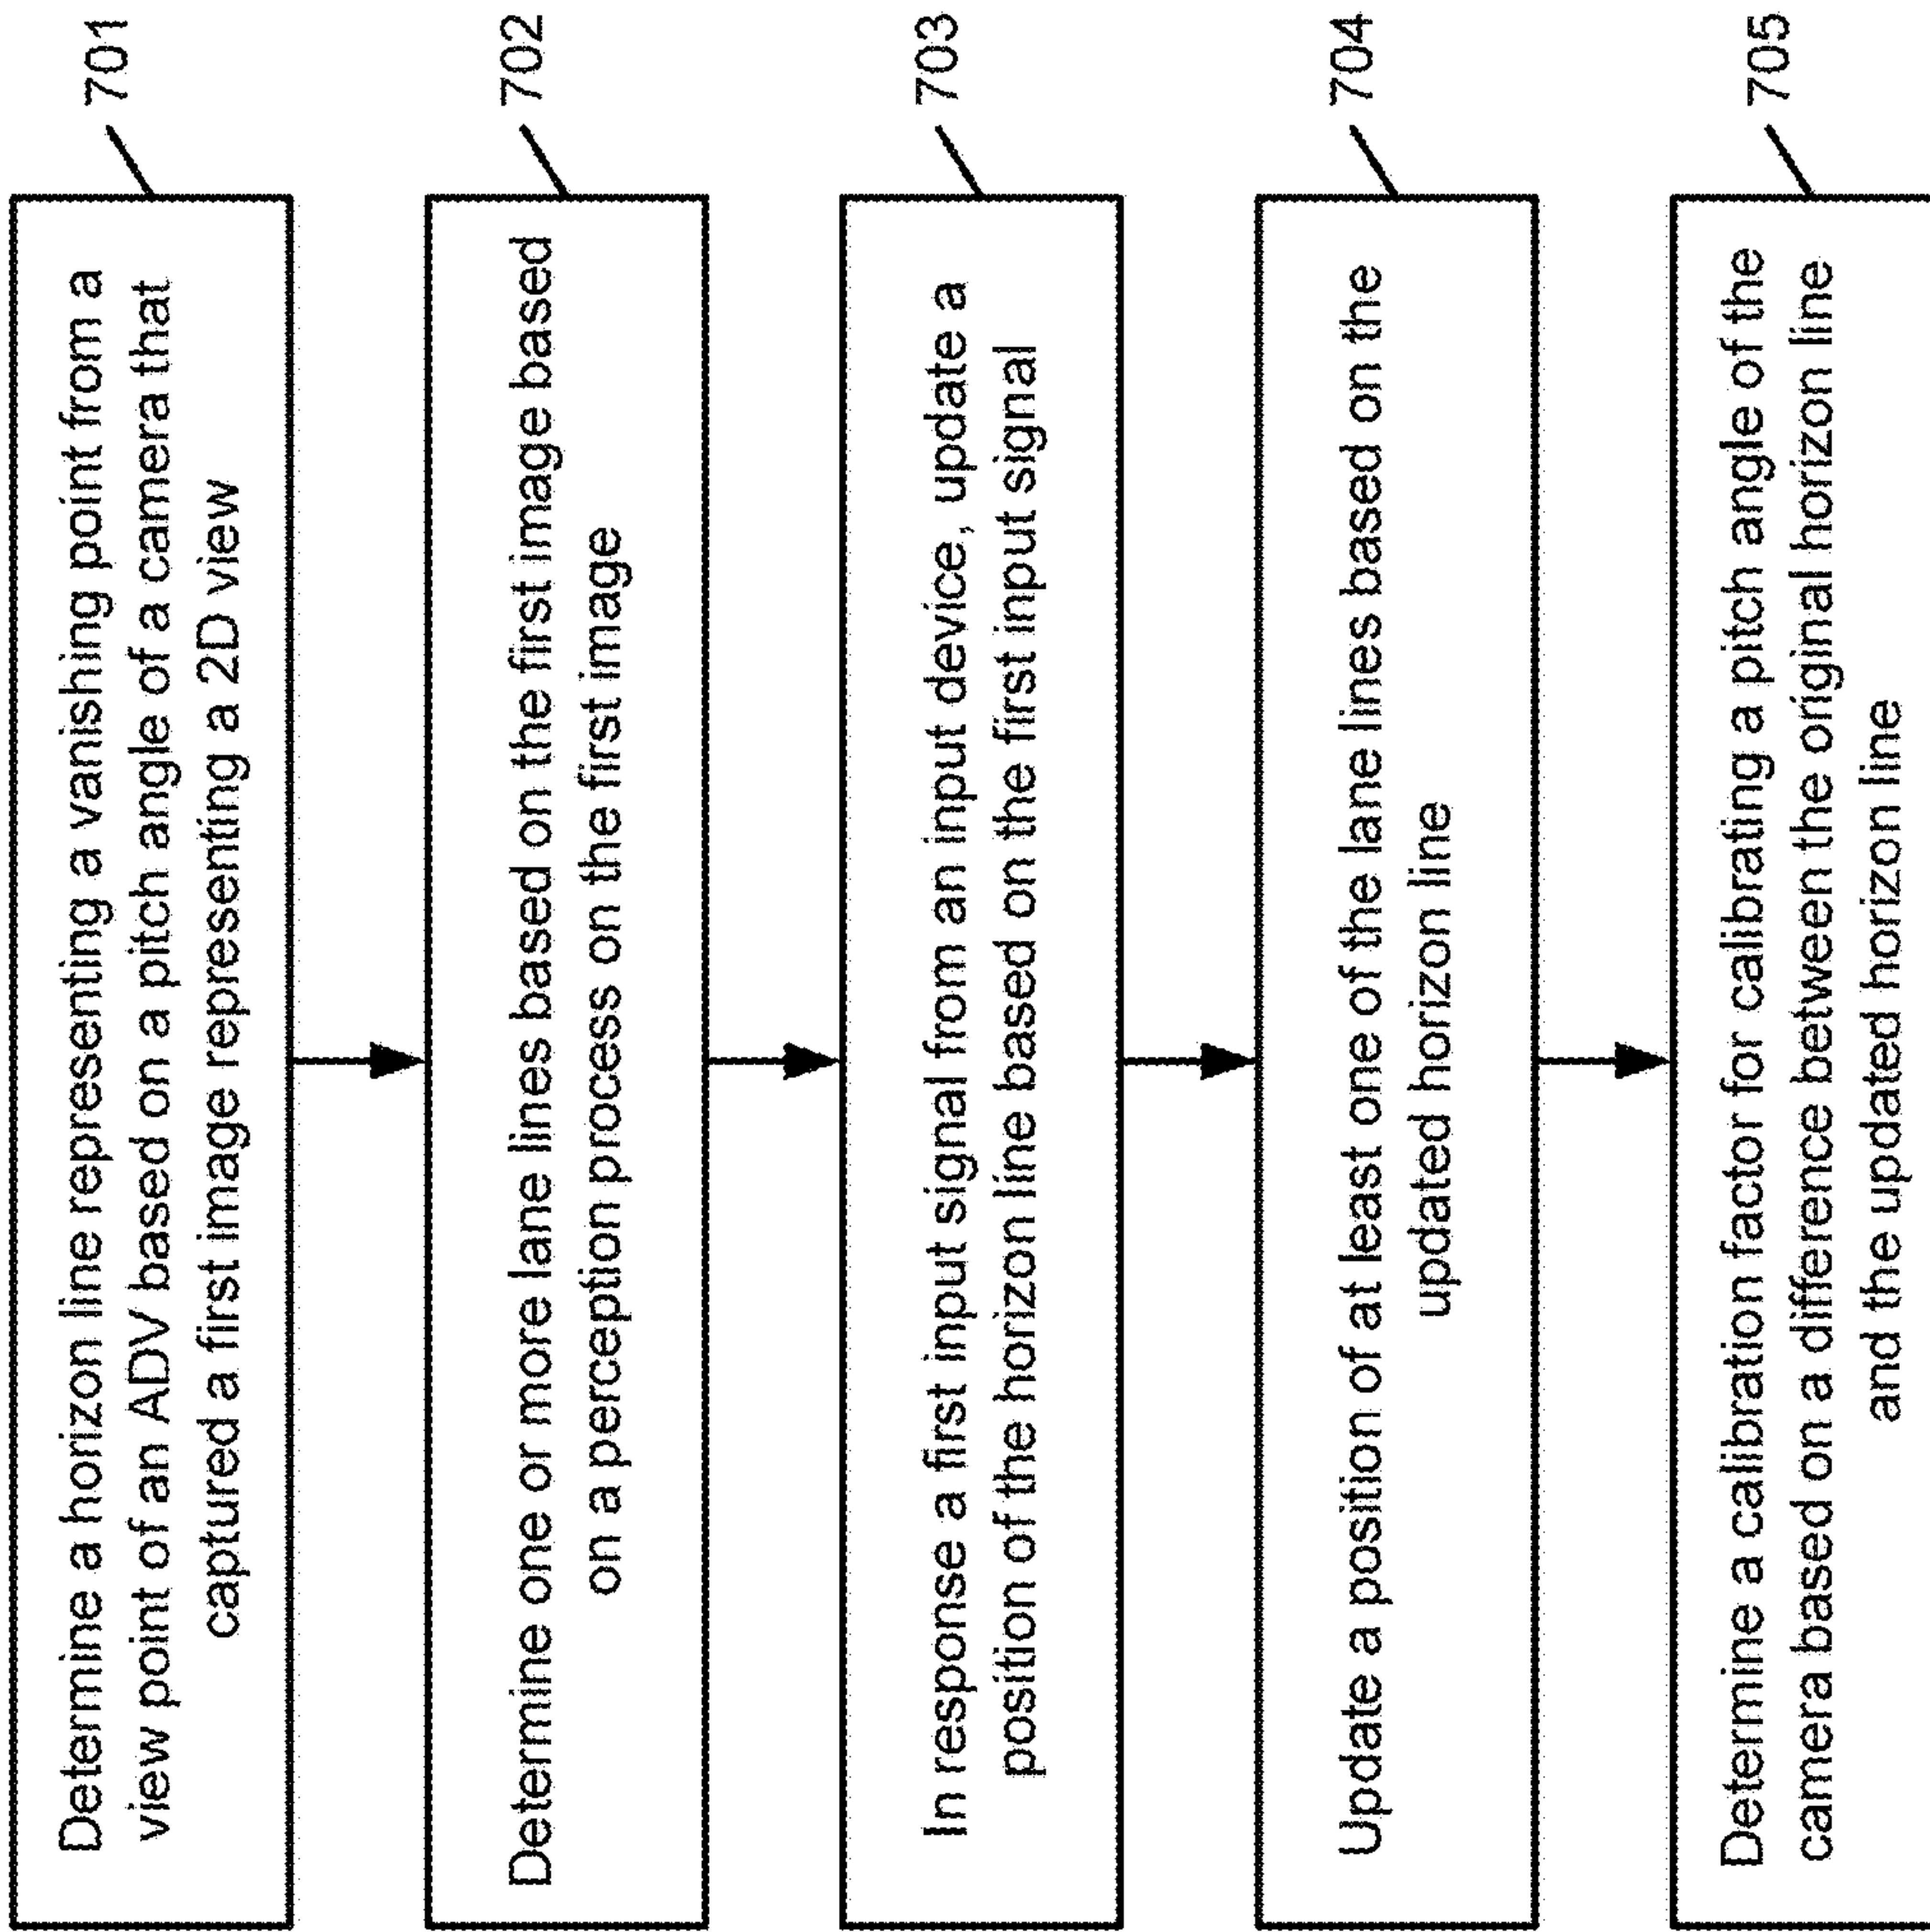 701
Determine a horizon line representing a vanishing point from a
view point of an ADV based on a pitch angle of a camera that
captured a first image representing a 2D view
702
Determine one or more lane lines based on the first image based
on a perception process on the first image
703
In response a first input signal from an input device, update a
position of the horizon line based on the first input signal
704
Update a position of at least one of the lane lines based on the
updated horizon line
705
Determine a calibration factor for calibrating a pitch angle of the
camera based on a difference between the original horizon line
and the updated horizon line